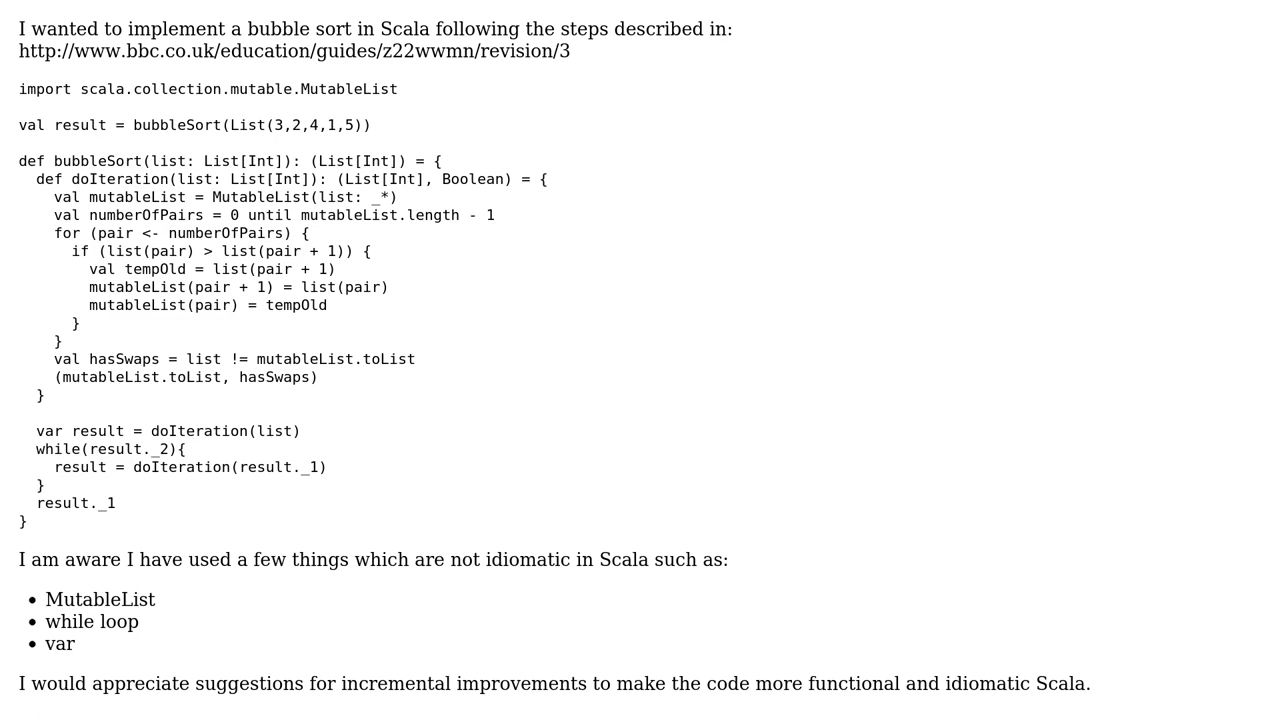 I wanted to implement a bubble sort in Scala following the steps described in:
http://www.bbc.co.uk/education/guides/z22wwmn/revision/3
import scala.collection.mutable.MutableList
val result = bubbleSort(List(3,2,4,1,5))
def bubbleSort(list: List[Int]): (List[Int]) = {
  def doIteration(list: List[Int]): (List[Int], Boolean) = {
    val mutableList = MutableList(list: _*)
    val numberOfPairs = 0 until mutableList.length - 1
    for (pair <- numberOfPairs) {
      if (list(pair) > list(pair + 1)) {
        val tempOld = list(pair + 1)
        mutableList(pair + 1) = list(pair)
        mutableList(pair) = tempOld
      }
    }
    val hasSwaps = list != mutableList.toList
    (mutableList.toList, hasSwaps)
  }
  var result = doIteration(list)
  while(result._2){
    result = doIteration(result._1)
  }
  result._1
}
I am aware I have used a few things which are not idiomatic in Scala such as:
• MutableList
• while loop
• var
I would appreciate suggestions for incremental improvements to make the code more functional and idiomatic Scala.